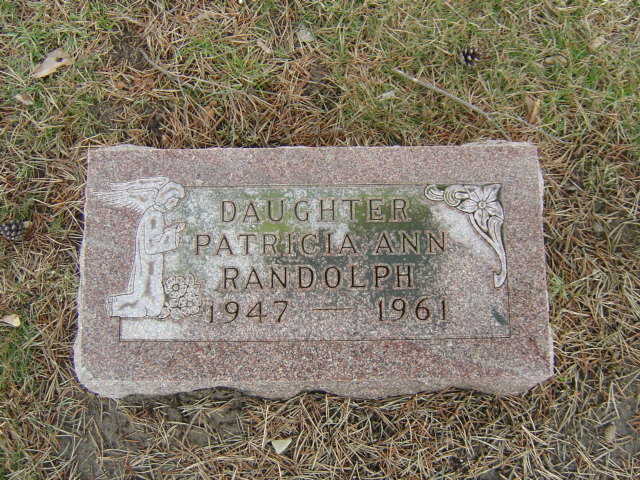 DAUGHTER
PATRICIA ANN
RANDOLPH
1947 — 1961